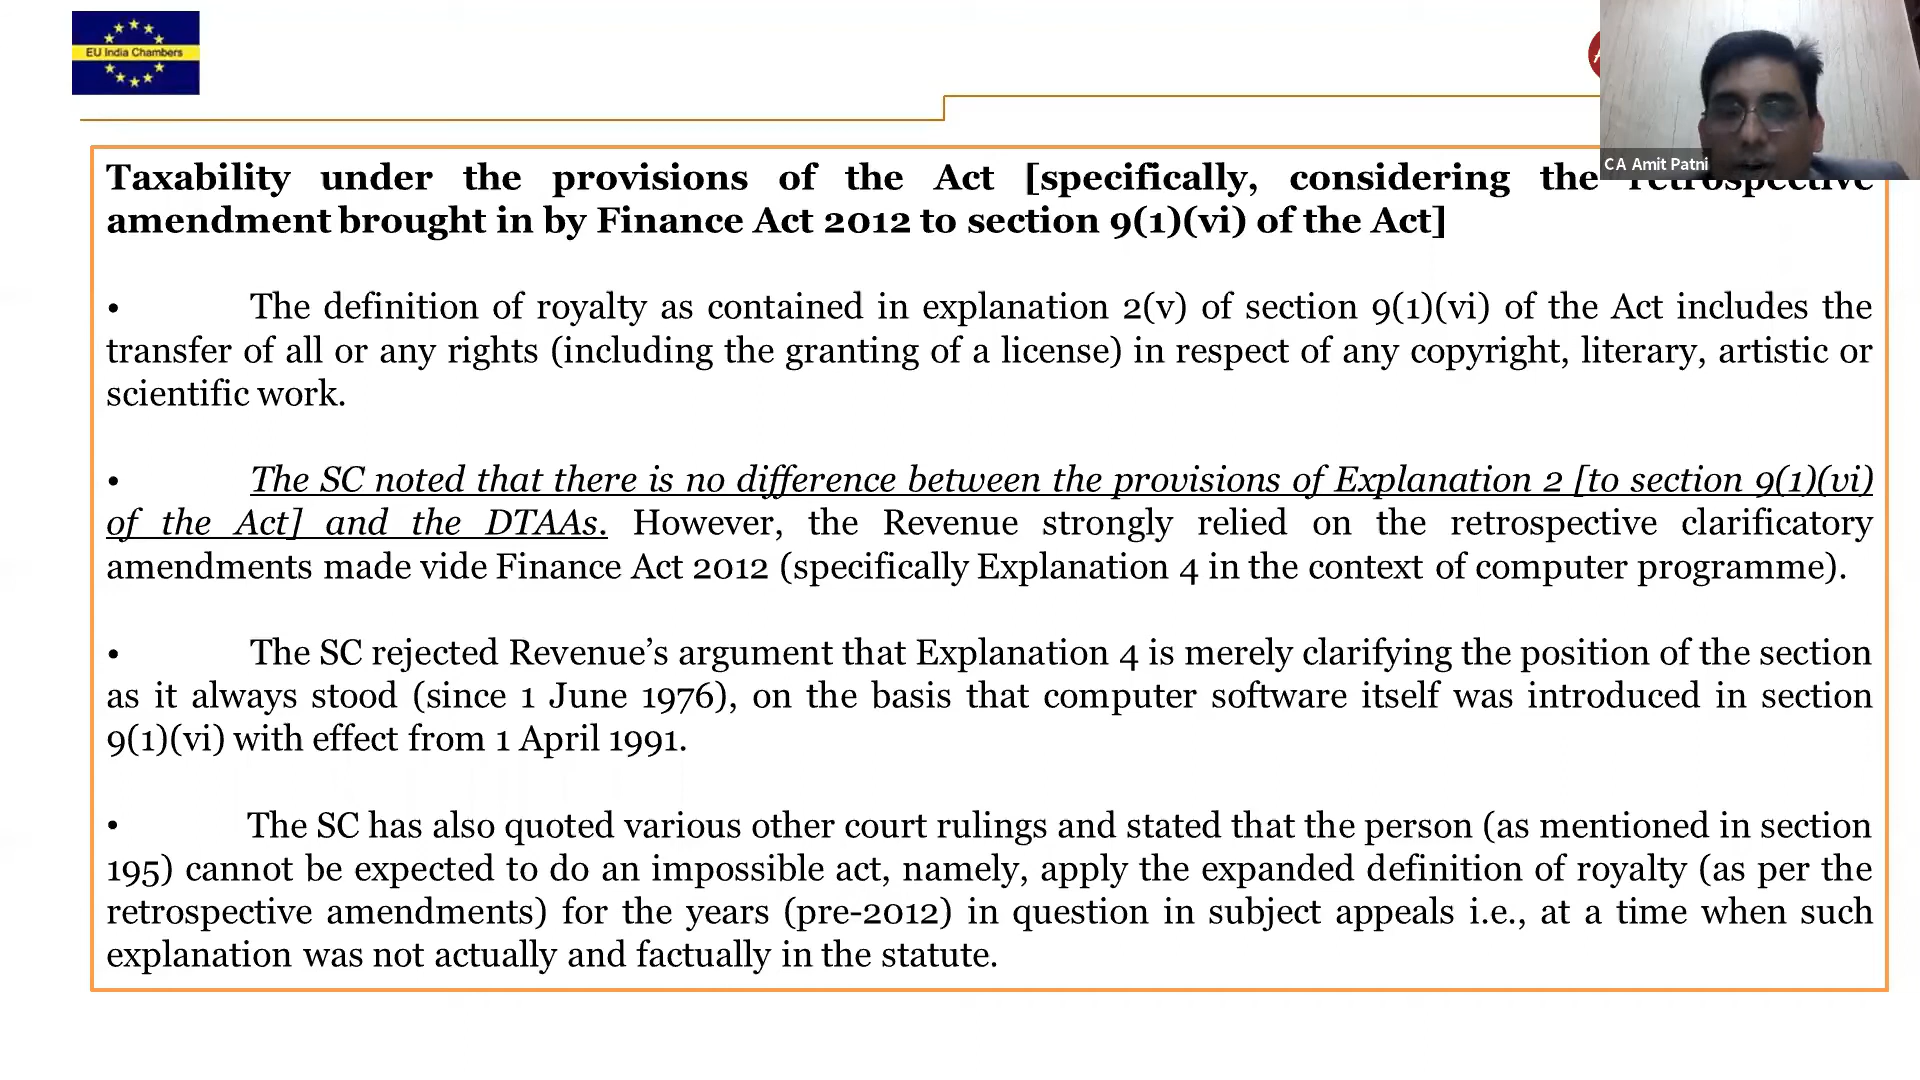 EU India Chambers
CA Amit Patni
Taxability under the provisions of the Act [specifically, considering the retrospective
amendment brought in by Finance Act 2012 to section 9(1)(vi) of the Act]
• The definition of royalty as contained in explanation 2(v) of section 9(1)(vi) of the Act includes the
transfer of all or any rights (including the granting of a license) in respect of any copyright, literary, artistic or
scientific work.
• The SC noted that there is no difference between the provisions of Explanation 2 [to section 9(1)(vi)
of the Act] and the DTAAs. However, the Revenue strongly relied on the retrospective clarificatory
amendments made vide Finance Act 2012 (specifically Explanation 4 in the context of computer programme).
• The SC rejected Revenue’s argument that Explanation 4 is merely clarifying the position of the section
as it always stood (since 1 June 1976), on the basis that computer software itself was introduced in section
9(1)(vi) with effect from 1 April 1991.
• The SC has also quoted various other court rulings and stated that the person (as mentioned in section
195) cannot be expected to do an impossible act, namely, apply the expanded definition of royalty (as per the
retrospective amendments) for the years (pre-2012) in question in subject appeals i.e., at a time when such
explanation was not actually and factually in the statute.